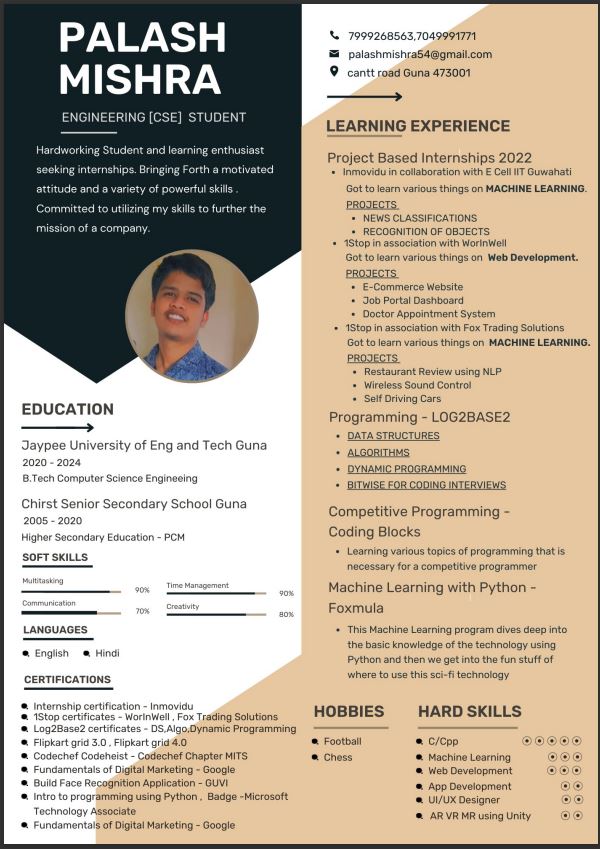 PALASH
MISHRA
ENGINEERING [CSE] STUDENT
Hardworking Student and learning enthusiast
seeking internships. Bringing Forth a motivated
attitude and a variety of powerful skills .
Committed to utilizing my skills to further the
mission of a company.
EDUCATION
Jaypee University of Eng and Tech Guna
2020 - 2024
B.Tech Computer Science Engineeing
Chirst Senior Secondary School Guna
2005 - 2020
Higher Secondary Education - PCM
SOFT SKILLS
Multitasking
90%
Time Management
90%
Communication
70%
Creativity
80%
LANGUAGES
English
Hindi
CERTIFICATIONS
Internship certification - Inmovidu
1Stop certificates - WorInWell , Fox Trading Solutions
Log2Base2 certificates - DS,Algo,Dynamic Programming
Flipkart grid 3.0 , Flipkart grid 4.0
Codechef Codeheist - Codechef Chapter MITS
Fundamentals of Digital Marketing - Google
Build Face Recognition Application - GUVI
Intro to programming using Python , Badge -Microsoft
Technology Associate
Fundamentals of Digital Marketing - Google
7999268563,7049991771
palashmishra54@gmail.com
cantt road Guna 473001
LEARNING EXPERIENCE
Project Based Internships 2022
Inmovidu in collaboration with E Cell IIT Guwahati
Got to learn various things on MACHINE LEARNING.
PROJECTS
NEWS CLASSIFICATIONS
RECOGNITION OF OBJECTS
1Stop in association with WorInWell
Got to learn various things on Web Development.
PROJECTS
E-Commerce Website
Job Portal Dashboard
Doctor Appointment System
1Stop in association with Fox Trading Solutions
Got to learn various things on MACHINE LEARNING.
PROJECTS
Restaurant Review using NLP
Wireless Sound Control
Self Driving Cars
Programming - LOG2BASE2
DATA STRUCTURES
ALGORITHMS
DYNAMIC PROGRAMMING
BITWISE FOR CODING INTERVIEWS
Competitive Programming -
Coding Blocks
Learning various topics of programming that is
necessary for a competitive programmer
Machine Learning with Python -
Foxmula
This Machine Learning program dives deep into
the basic knowledge of the technology using
Python and then we get into the fun stuff of
where to use this sci-fi technology
HOBBIES
Football
Chess
HARD SKILLS
C/Cpp
Machine Learning
Web Development
App Development
UI/UX Designer
AR VR MR using Unity